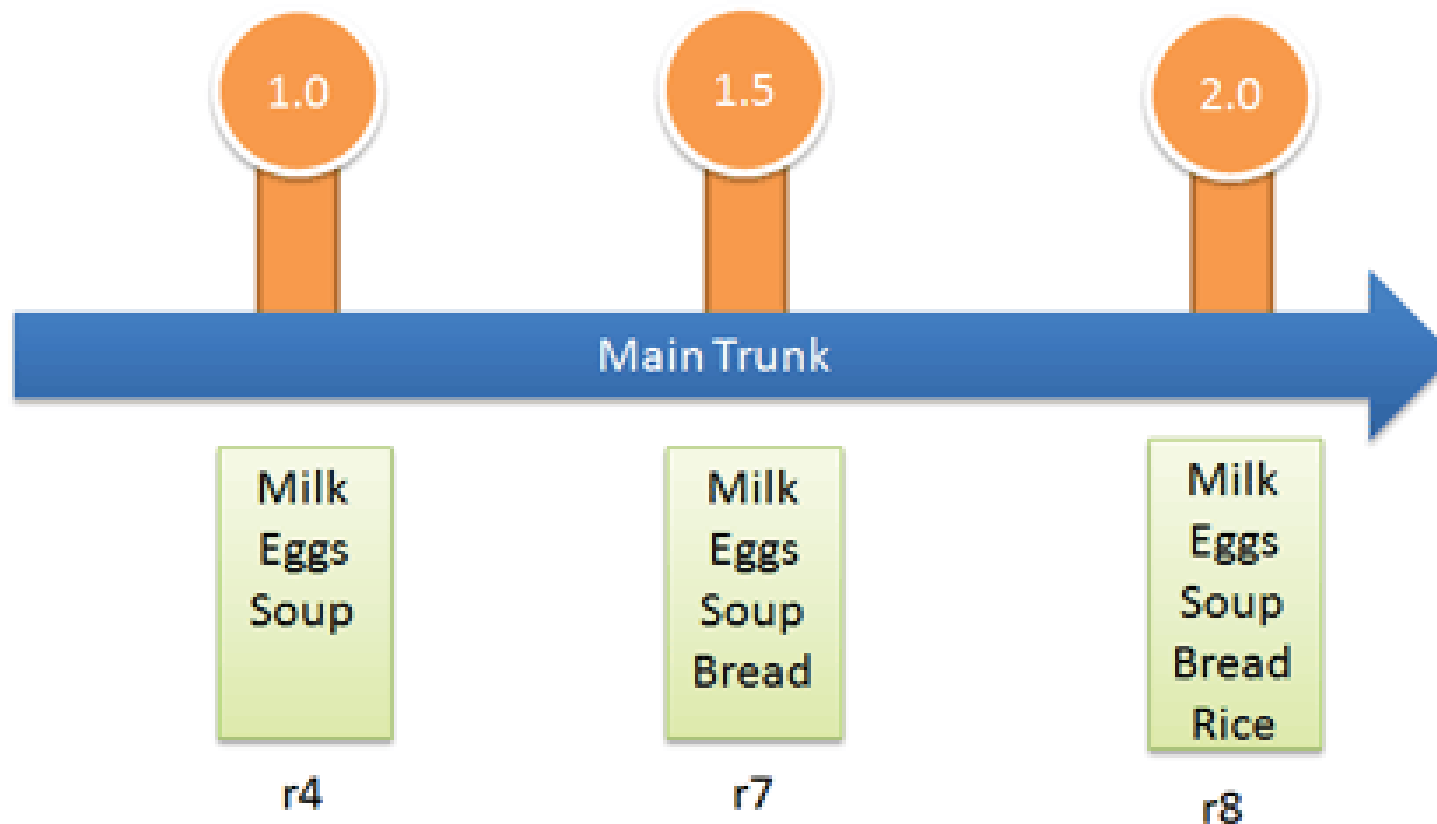 1.0
1.5
2.0
Main Trunk
Milk
Eggs
Soup
r4
Milk
Eggs
Soup
Bread
r7
Milk
Eggs
Soup
Bread
Rice
r8